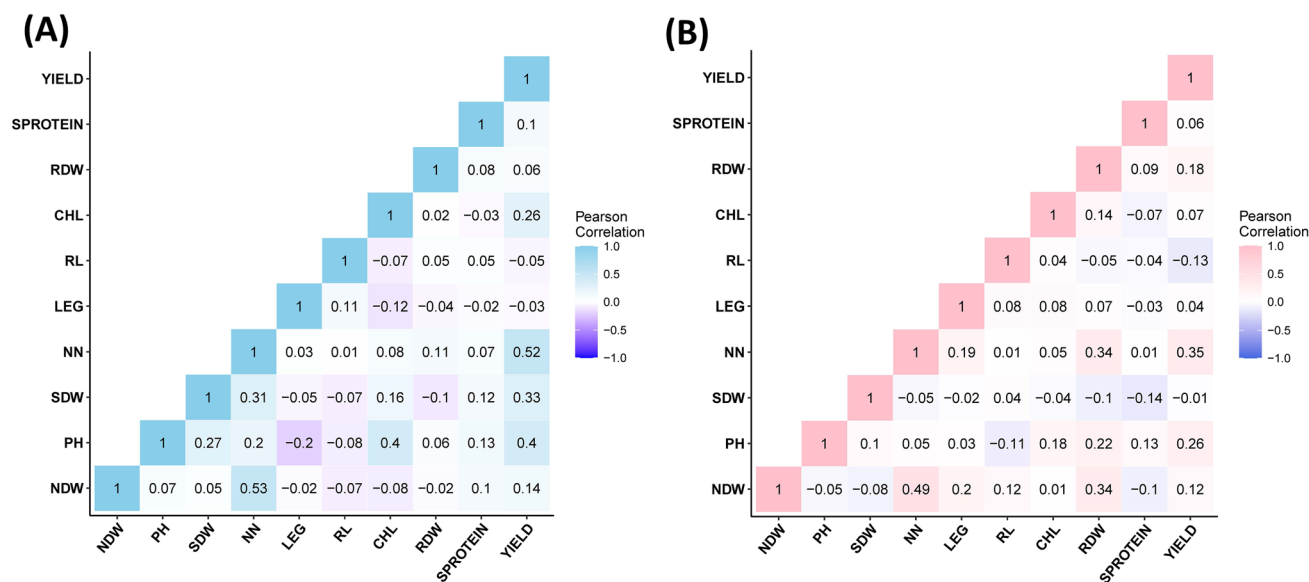 (A)
YIELD 1
SPROTEIN 1 0.1
RDW 1 0.08 0.06
CHL 1 0.02 −0.03 0.26
RL 1 −0.07 0.05 0.05 −0.05
LEG 1 0.11 −0.12 −0.04 −0.02 −0.03
NN 1 0.03 0.01 0.08 0.11 0.07 0.52
SDW 1 0.31 −0.05 −0.07 0.16 −0.1 0.12 0.33
PH 1 0.27 0.2 −0.2 −0.08 0.4 0.06 0.13 0.4
NDW 1 0.07 0.05 0.53 −0.02 −0.07 −0.08 −0.02 0.1 0.14
NDW PH SDW NN LEG RL CHL RDW SPROTEIN YIELD
Pearson
Correlation
1.0
0.5
0.0
−0.5
−1.0
(B)
YIELD 1
SPROTEIN 1 0.06
RDW 1 0.09 0.18
CHL 1 0.14 −0.07 0.07
RL 1 0.04 −0.05 −0.04 −0.13
LEG 1 0.08 0.08 0.07 −0.03 0.04
NN 1 0.19 0.01 0.05 0.34 0.01 0.35
SDW 1 −0.05 −0.02 0.04 −0.04 −0.1 −0.14 −0.01
PH 1 0.1 0.05 0.03 −0.11 0.18 0.22 0.13 0.26
NDW 1 −0.05 −0.08 0.49 0.2 0.12 0.01 0.34 −0.1 0.12
NDW PH SDW NN LEG RL CHL RDW SPROTEIN YIELD
Pearson
Correlation
1.0
0.5
0.0
−0.5
−1.0